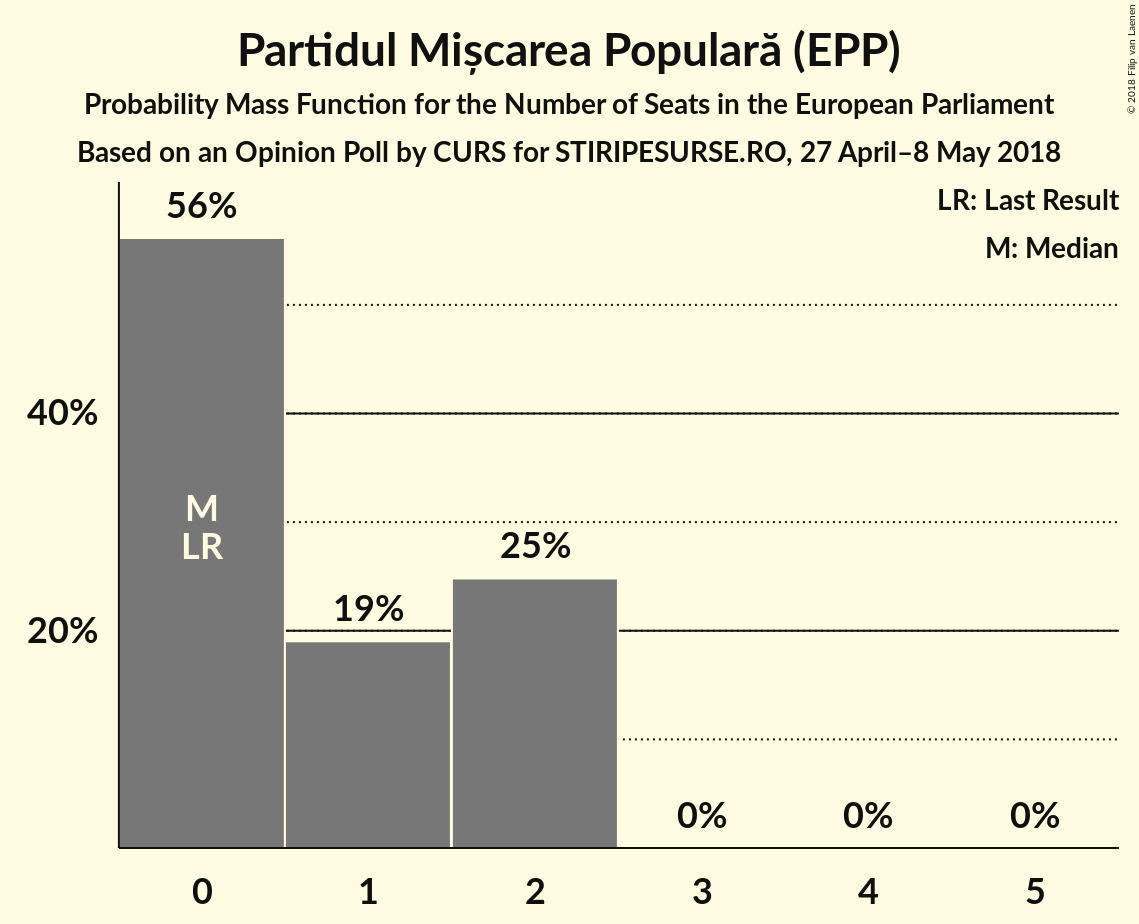 Partidul Mișcarea Populară (EPP)
Probability Mass Function for the Number of Seats in the European Parliament
Based on an Opinion Poll by CURS for STIRIPESURSE.RO, 27 April–8 May 2018
© 2018 Filip van Laenen
LR: Last Result
M: Median
56%
40%
M
LR
25%
19%
20%
0% 0% 0%
0 1 2 3 4 5